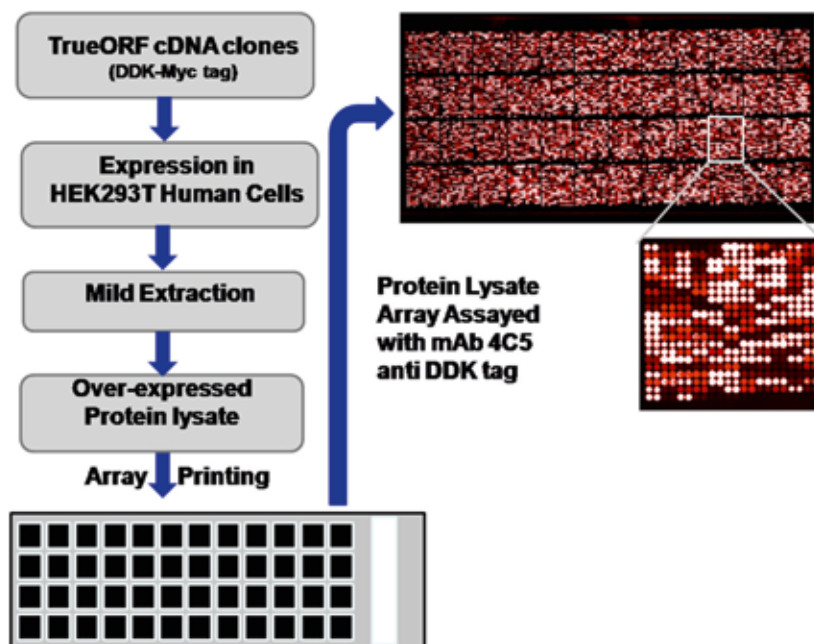 TrueORF cDNA clones
(DDK-Myc tag)
Expression in
HEK293T Human Cells
Mild Extraction
Over-expressed
Protein lysate
Array Printing
Protein Lysate
Array Assayed
with mAb 4C5
anti DDK tag